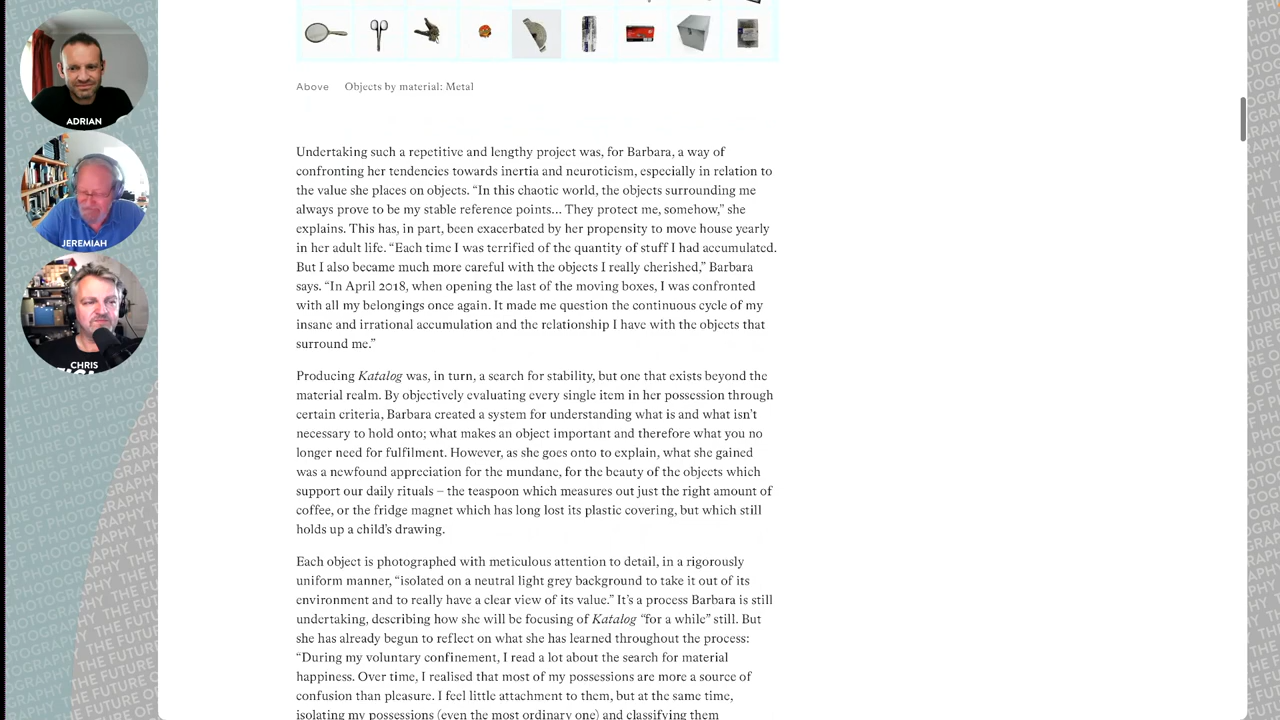 ADRIAN
JEREMIAH
CHRIS
Above Objects by material: Metal
Undertaking such a repetitive and lengthy project was, for Barbara, a way of
confronting her tendencies towards inertia and neuroticism, especially in relation to
the value she places on objects. “In this chaotic world, the objects surrounding me
always prove to be my stable reference points... They protect me, somehow,” she
explains. This has, in part, been exacerbated by her propensity to move house yearly
in her adult life. “Each time I was terrified of the quantity of stuff I had accumulated.
But I also became much more careful with the objects I really cherished,” Barbara
says. “In April 2018, when opening the last of the moving boxes, I was confronted
with all my belongings once again. It made me question the continuous cycle of my
insane and irrational accumulation and the relationship I have with the objects that
surround me.”
Producing Katalog was, in turn, a search for stability, but one that exists beyond the
material realm. By objectively evaluating every single item in her possession through
certain criteria, Barbara created a system for understanding what is and what isn’t
necessary to hold onto; what makes an object important and therefore what you no
longer need for fulfilment. However, as she goes onto to explain, what she gained
was a newfound appreciation for the mundane, for the beauty of the objects which
support our daily rituals – the teaspoon which measures out just the right amount of
coffee, or the fridge magnet which has long lost its plastic covering, but which still
holds up a child’s drawing.
Each object is photographed with meticulous attention to detail, in a rigorously
uniform manner, “isolated on a neutral light grey background to take it out of its
environment and to really have a clear view of its value.” It’s a process Barbara is still
undertaking, describing how she will be focusing of Katalog “for a while” still. But
she has already begun to reflect on what she has learned throughout the process:
“During my voluntary confinement, I read a lot about the search for material
happiness. Over time, I realised that most of my possessions are more a source of
confusion than pleasure. I feel little attachment to them, but at the same time,
isolating my possessions (even the most ordinary one) and classifying them